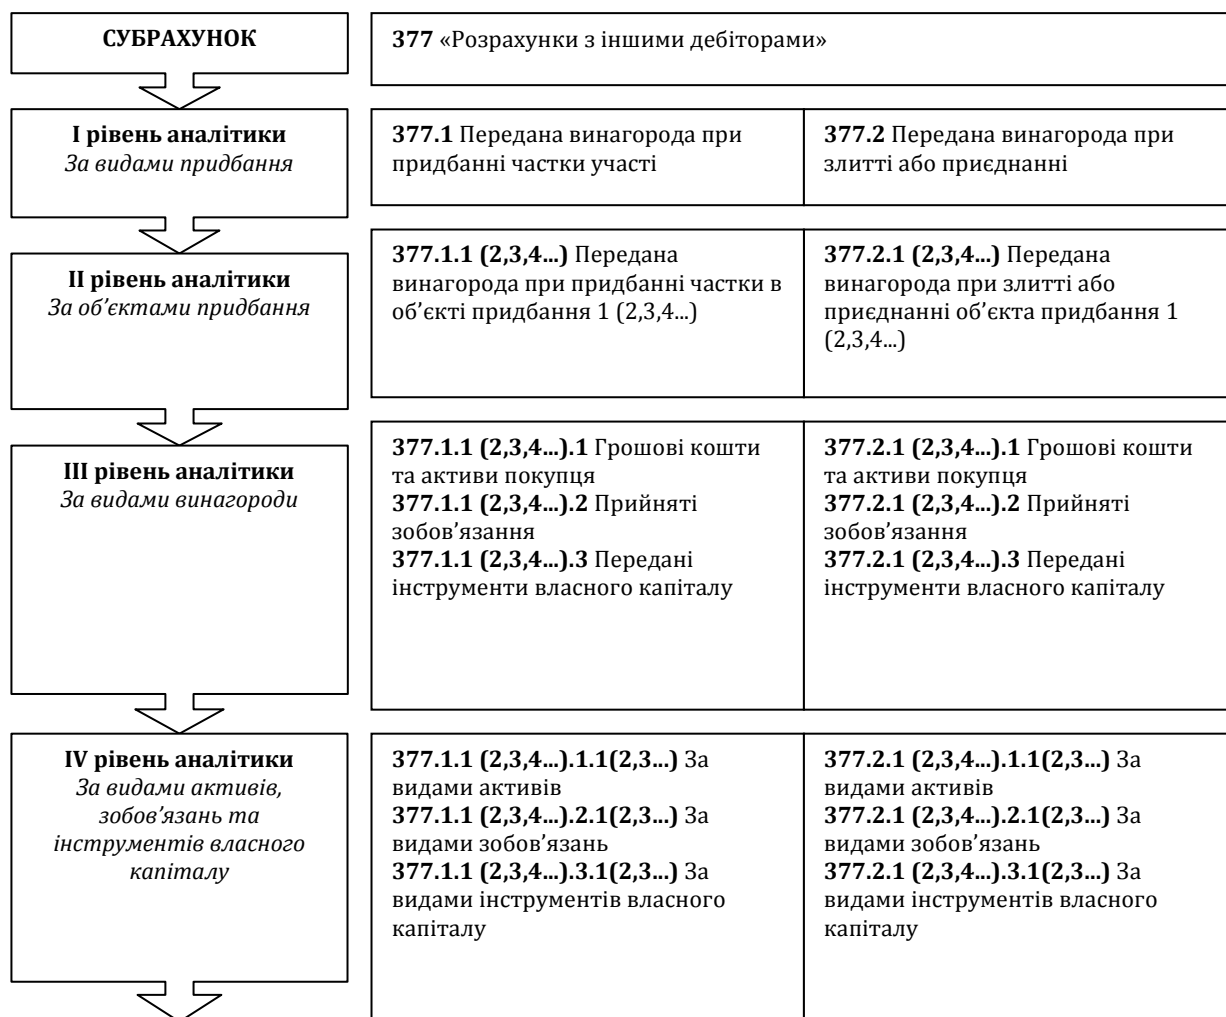 СУБРАХУНОК
377 «Розрахунки з іншими дебіторами»
І рівень аналітики
За видами придбання
377.1 Передана винагорода при
придбанні частки участі
377.2 Передана винагорода при
злитті або приєднанні
ІІ рівень аналітики
За об’єктами придбання
377.1.1 (2,3,4...) Передана
винагорода при придбанні частки в
об’єкті придбання 1 (2,3,4...)
377.2.1 (2,3,4...) Передана
винагорода при злитті або
приєднанні об’єкта придбання 1
(2,3,4...)
ІІІ рівень аналітики
За видами винагороди
377.1.1 (2,3,4...).1 Грошові кошти
та активи покупця
377.1.1 (2,3,4...).2 Прийняті
зобов’язання
377.1.1 (2,3,4...).3 Передані
інструменти власного капіталу
377.2.1 (2,3,4...).1 Грошові кошти
та активи покупця
377.2.1 (2,3,4...).2 Прийняті
зобов’язання
377.2.1 (2,3,4...).3 Передані
інструменти власного капіталу
IV рівень аналітики
За видами активів,
зобов’язань та
інструментів власного
капіталу
377.1.1 (2,3,4...).1.1(2,3...) За
видами активів
377.1.1 (2,3,4...).2.1(2,3...) За
видами зобов’язань
377.1.1 (2,3,4...).3.1(2,3...) За
видами інструментів власного
капіталу
377.2.1 (2,3,4...).1.1(2,3...) За
видами активів
377.2.1 (2,3,4...).2.1(2,3...) За
видами зобов’язань
377.2.1 (2,3,4...).3.1(2,3...) За
видами інструментів власного
капіталу